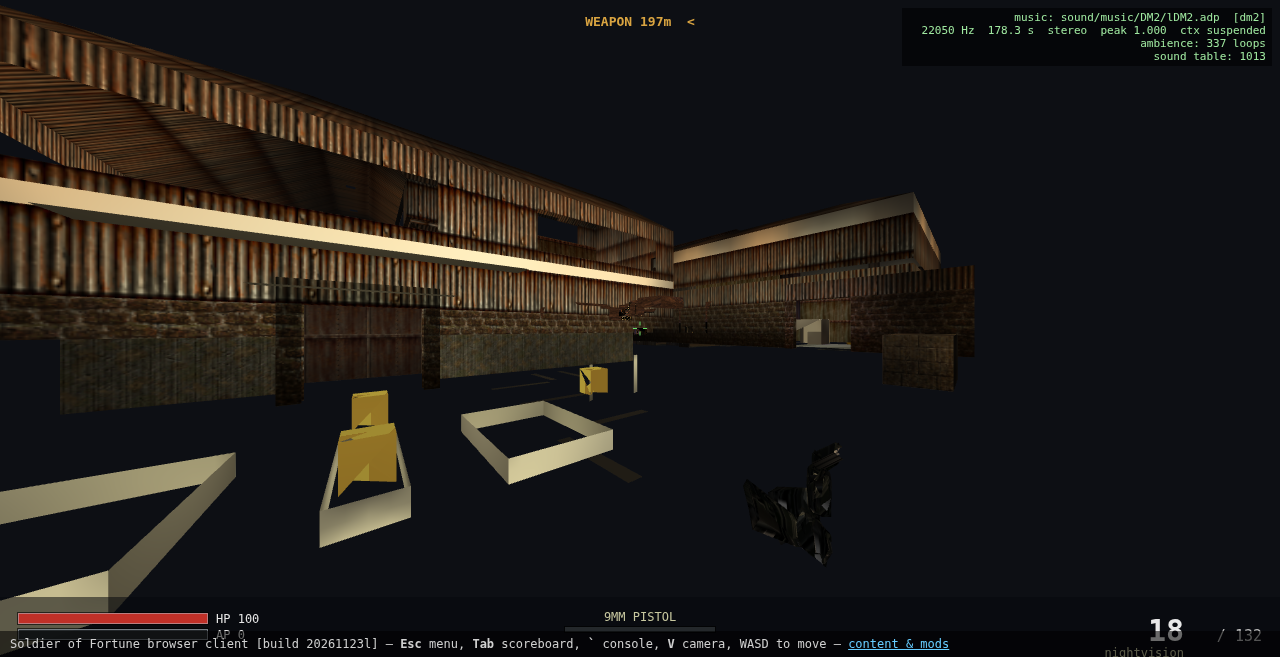 WEAPON 197m <
music: sound/music/DM2/lDM2.adp [dm2]
22050 Hz 178.3 s stereo peak 1.000 ctx suspended
ambience: 337 loops
sound table: 1013
HP 100
AP 0
9MM PISTOL
18 / 132
nightvision
Soldier of Fortune browser client [build 20261123l] — Esc menu, Tab scoreboard, ` console, V camera, WASD to move — content & mods